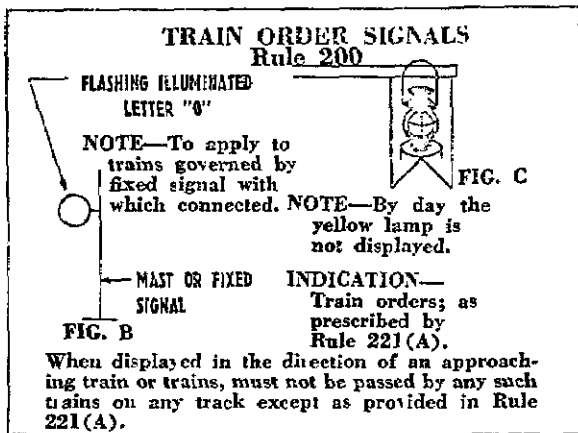 TRAIN ORDER SIGNALS
Rule 200
FLASHING ILLUMINATED
LETTER "O"
NOTE—To apply to
trains governed by
fixed signal with
which connected.
MAST OR FIXED
SIGNAL
FIG. B
FIG. C
NOTE—By day the
yellow lamp is
not displayed.
INDICATION—
Train orders; as
prescribed by
Rule 221(A).
When displayed in the direction of an approach-
ing train or trains, must not be passed by any such
trains on any track except as provided in Rule
221(A).